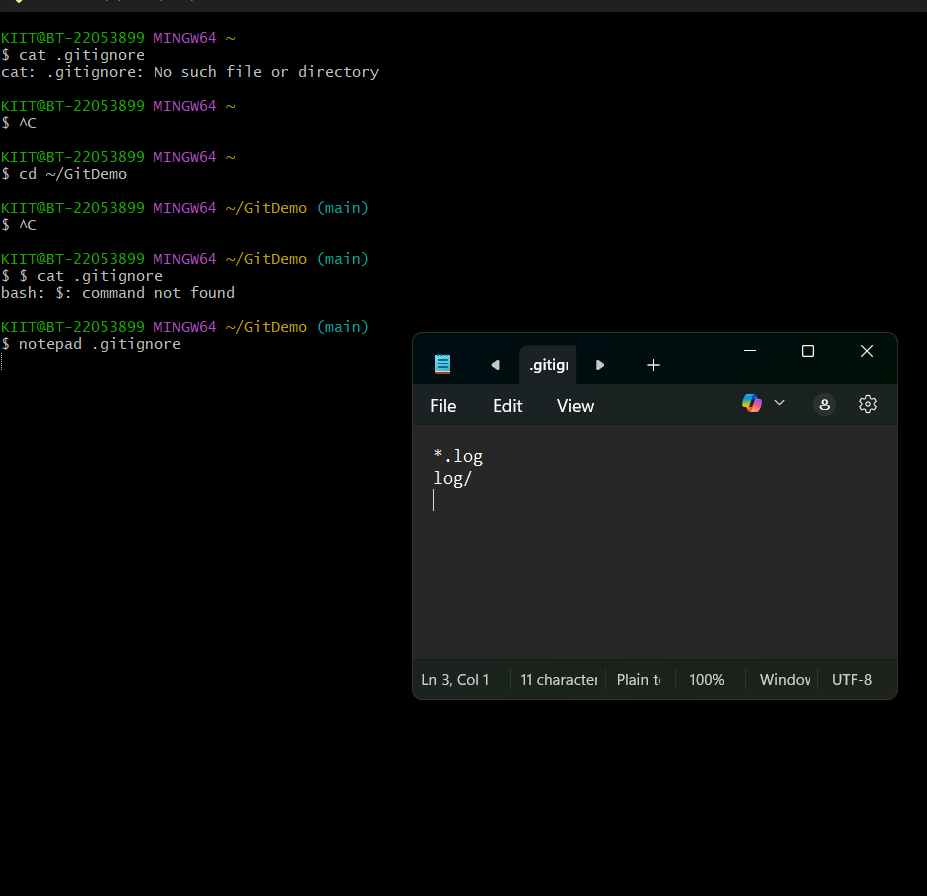 KIIT@BT-22053899 MINGW64 ~
$ cat .gitignore
cat: .gitignore: No such file or directory
KIIT@BT-22053899 MINGW64 ~
$ ^C
KIIT@BT-22053899 MINGW64 ~
$ cd ~/GitDemo
KIIT@BT-22053899 MINGW64 ~/GitDemo (main)
$ ^C
KIIT@BT-22053899 MINGW64 ~/GitDemo (main)
$ $ cat .gitignore
bash: $: command not found
KIIT@BT-22053899 MINGW64 ~/GitDemo (main)
$ notepad .gitignore
.gitig
File Edit View
*.log
log/
Ln 3, Col 1 11 character Plain t 100% Window UTF-8